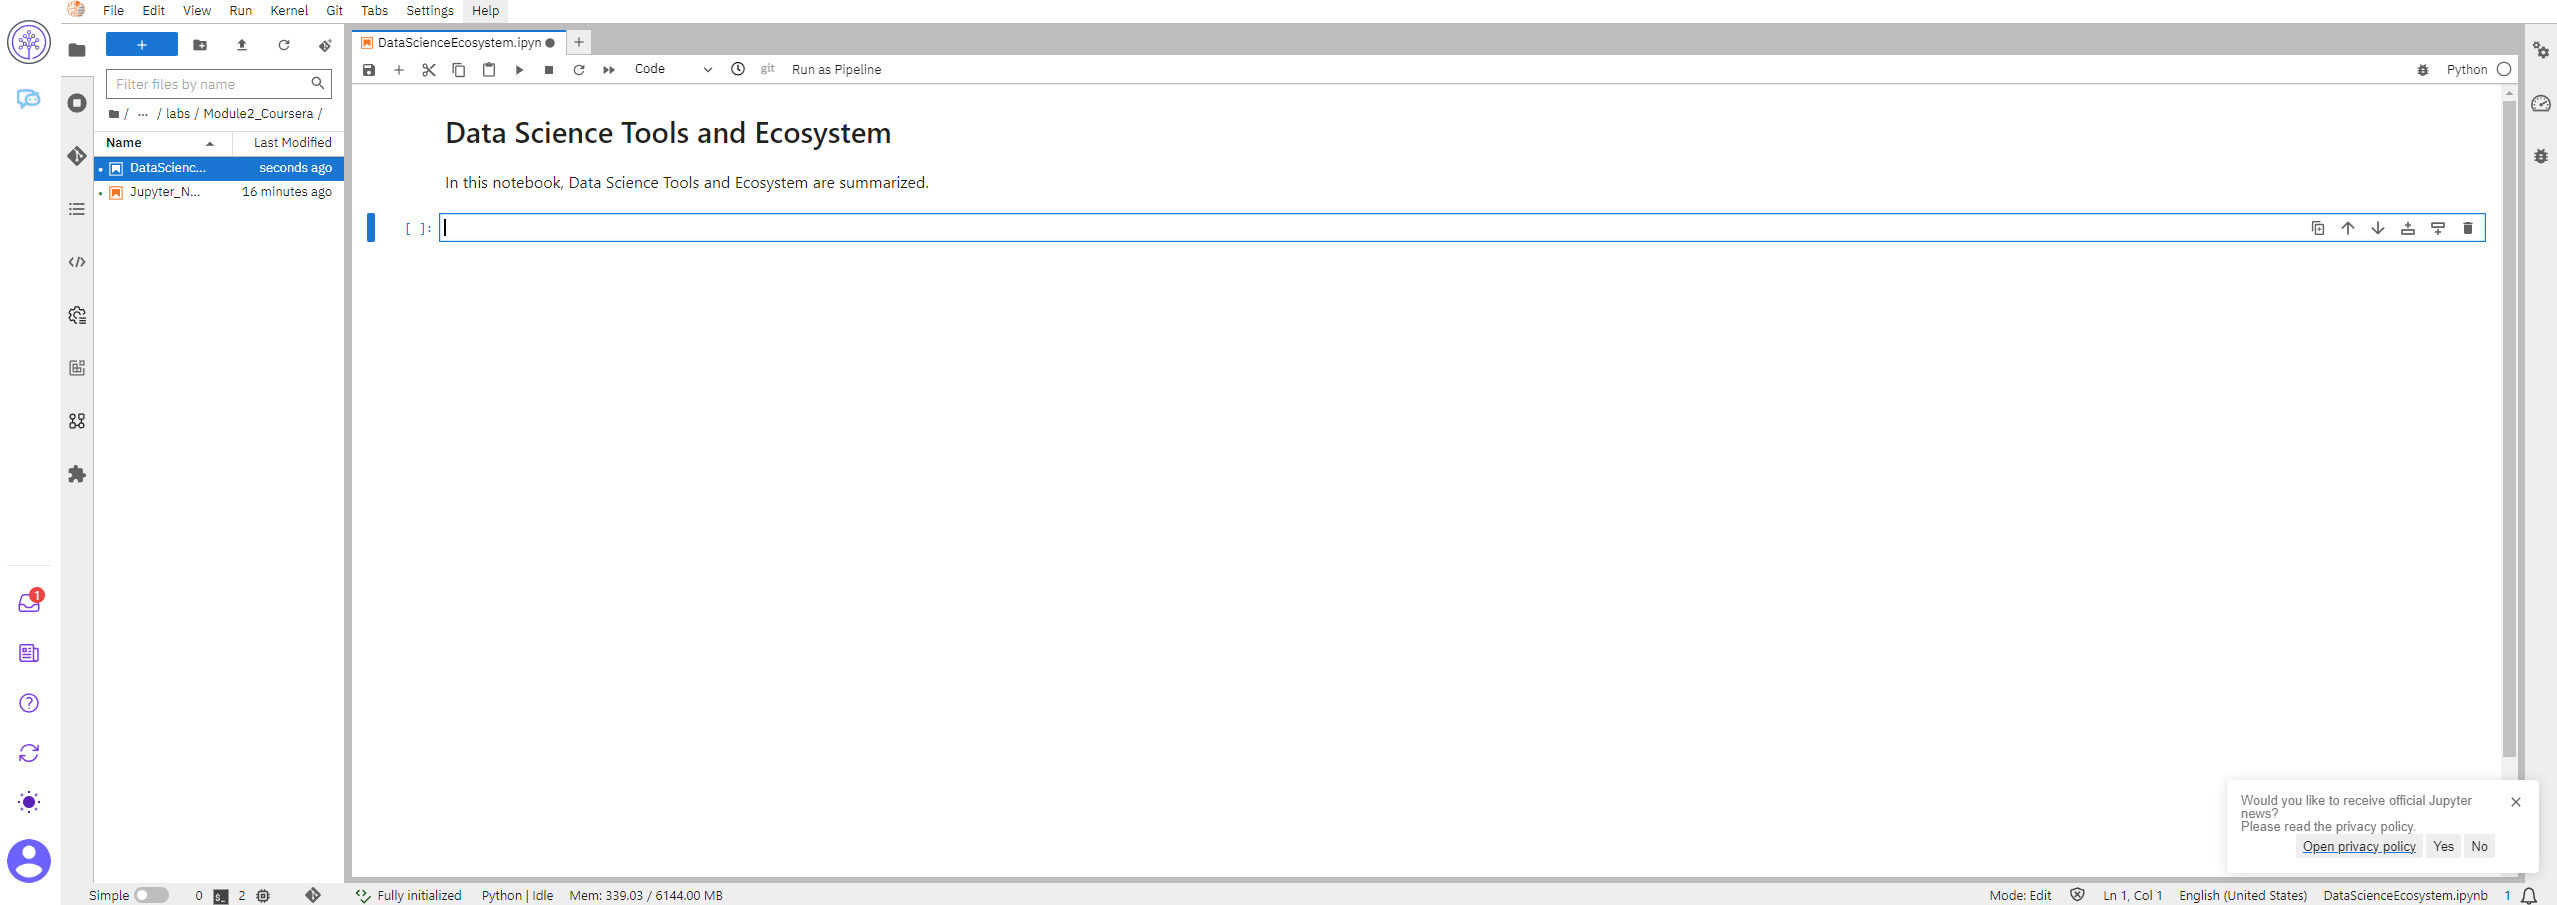 File Edit View Run Kernel Git Tabs Settings Help
+
Filter files by name
/ ... / labs / Module2_Coursera /
Name Last Modified
DataScienc... seconds ago
Jupyter_N... 16 minutes ago
DataScienceEcosystem.ipyn
+
Code git Run as Pipeline Python
Data Science Tools and Ecosystem
In this notebook, Data Science Tools and Ecosystem are summarized.
[ ]:
1
Would you like to receive official Jupyter
news?
Please read the privacy policy.
Open privacy policy Yes No
Simple 0 $_ 2 Fully initialized Python | Idle Mem: 339.03 / 6144.00 MB Mode: Edit Ln 1, Col 1 English (United States) DataScienceEcosystem.ipynb 1